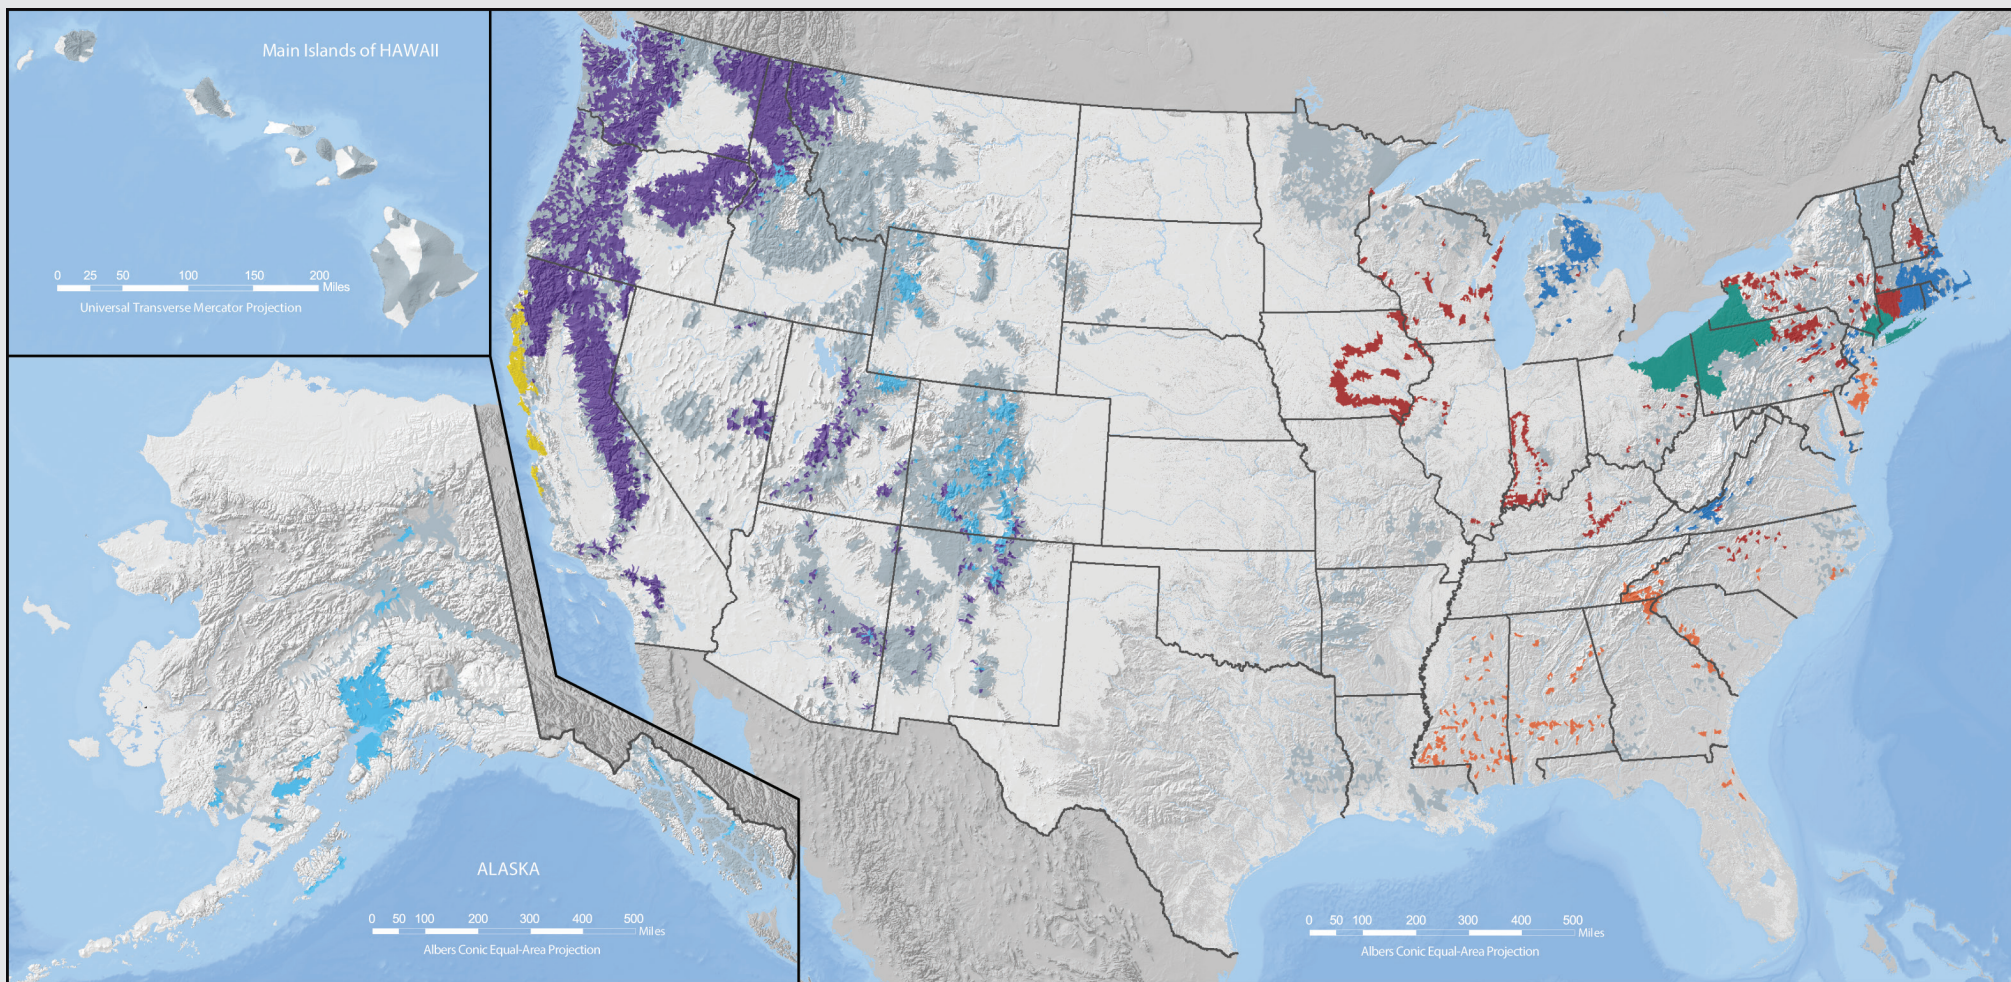 Main Islands of HAWAII
0 25 50 100 150 200
Miles
Universal Transverse Mercator Projection
ALASKA
0 50 100 200 300 400 500
Miles
Albers Conic Equal-Area Projection
0 50 100 200 300 400 500
Miles
Albers Conic Equal-Area Projection